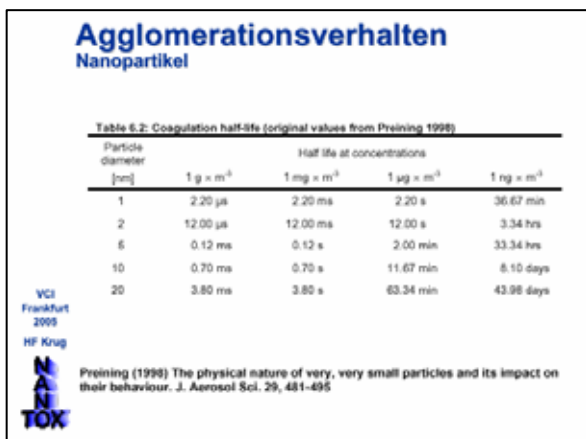 Agglomerationsverhalten
Nanopartikel
Table 6.2: Coagulation half-life (original values from Preining 1998)
Particle diameter [nm] Half life at concentrations
1 g × m⁻³ 1 mg × m⁻³ 1 µg × m⁻³ 1 ng × m⁻³
1 2.20 µs 2.20 ms 2.20 s 36.67 min
2 12.00 µs 12.00 ms 12.00 s 3.34 hrs
5 0.12 ms 0.12 s 2.00 min 33.34 hrs
10 0.70 ms 0.70 s 11.67 min 8.10 days
20 3.80 ms 3.80 s 63.34 min 43.98 days
VCI
Frankfurt
2005
HF Krug
NANOTOX
Preining (1998) The physical nature of very, very small particles and its impact on
their behaviour. J. Aerosol Sci. 29, 481-495